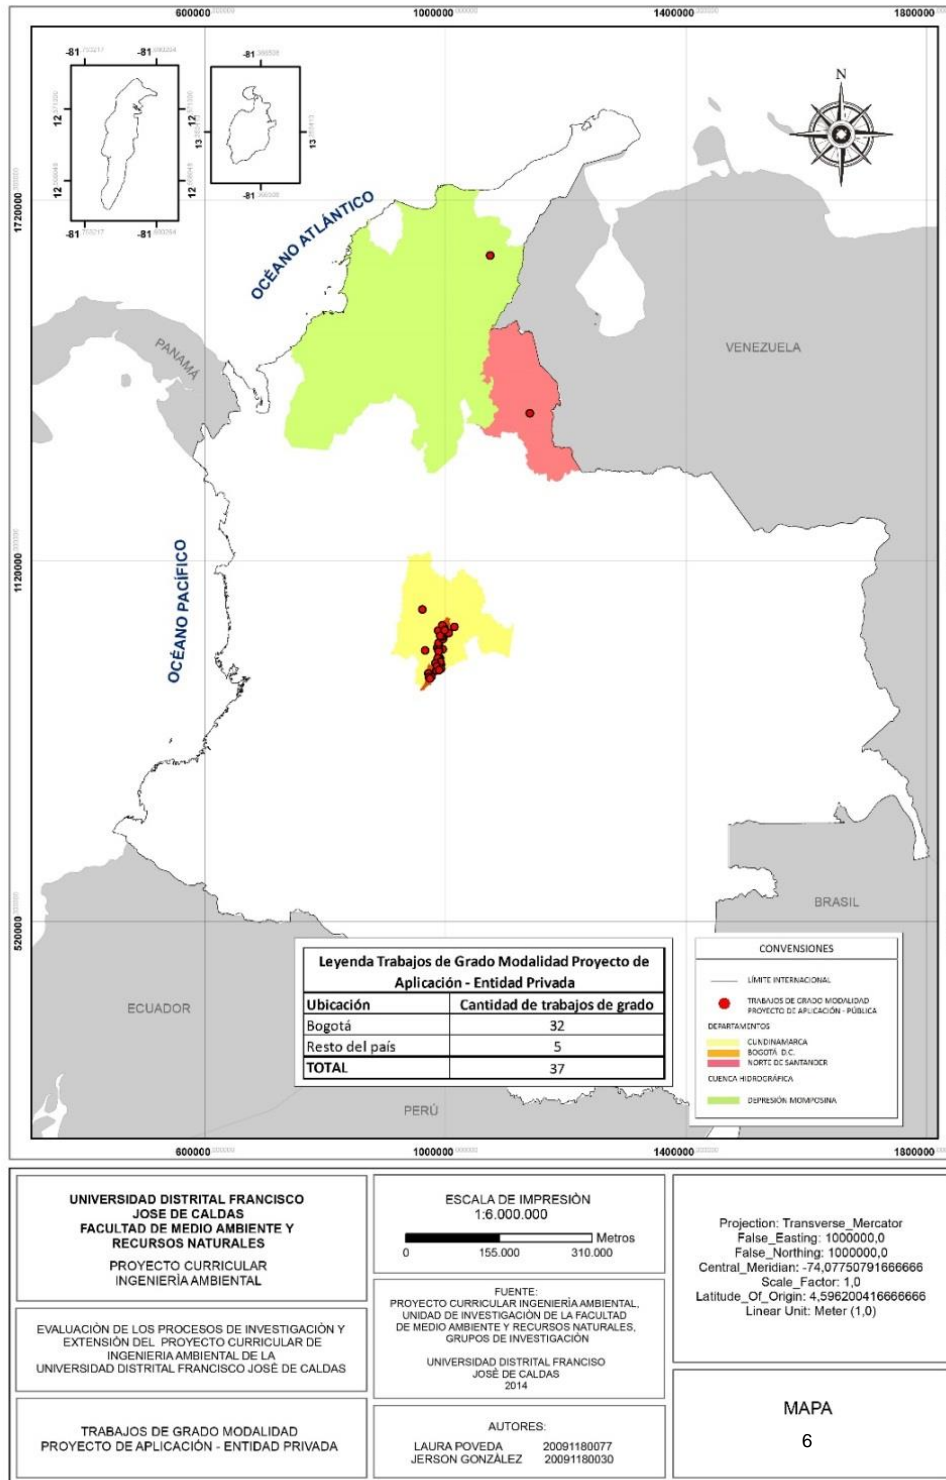 600000
1000000
1400000
1800000
-81
-81
-81
12
12
12
12
13
13
-81
-81
-81
N
1720000
1120000
520000
OCÉANO ATLÁNTICO
PANAMÁ
VENEZUELA
OCÉANO PACÍFICO
BRASIL
ECUADOR
PERÚ
Leyenda Trabajos de Grado Modalidad Proyecto de
Aplicación - Entidad Privada
Ubicación Cantidad de trabajos de grado
Bogotá 32
Resto del país 5
TOTAL 37
CONVENSIONES
LÍMITE INTERNACIONAL
TRABAJOS DE GRADO MODALIDAD
PROYECTO DE APLICACIÓN - PÚBLICA
DEPARTAMENTOS
CUNDINAMARCA
BOGOTÁ D.C.
NORTE DE SANTANDER
CUENCA HIDROGRÁFICA
DEPRESIÓN MOMPOSINA
600000
1000000
1400000
1800000
UNIVERSIDAD DISTRITAL FRANCISCO
JOSE DE CALDAS
FACULTAD DE MEDIO AMBIENTE Y
RECURSOS NATURALES
PROYECTO CURRICULAR
INGENIERÍA AMBIENTAL
EVALUACIÓN DE LOS PROCESOS DE INVESTIGACIÓN Y
EXTENSIÓN DEL PROYECTO CURRICULAR DE
INGENIERIA AMBIENTAL DE LA
UNIVERSIDAD DISTRITAL FRANCISCO JOSÉ DE CALDAS
TRABAJOS DE GRADO MODALIDAD
PROYECTO DE APLICACIÓN - ENTIDAD PRIVADA
ESCALA DE IMPRESIÓN
1:6.000.000
Metros
0 155.000 310.000
FUENTE:
PROYECTO CURRICULAR INGENIERÍA AMBIENTAL,
UNIDAD DE INVESTIGACIÓN DE LA FACULTAD
DE MEDIO AMBIENTE Y RECURSOS NATURALES,
GRUPOS DE INVESTIGACIÓN
UNIVERSIDAD DISTRITAL FRANCISO
JOSÉ DE CALDAS
2014
AUTORES:
LAURA POVEDA 20091180077
JERSON GONZÁLEZ 20091180030
Projection: Transverse_Mercator
False_Easting: 1000000,0
False_Northing: 1000000,0
Central_Meridian: -74,07750791666666
Scale_Factor: 1,0
Latitude_Of_Origin: 4,596200416666666
Linear Unit: Meter (1,0)
MAPA
6